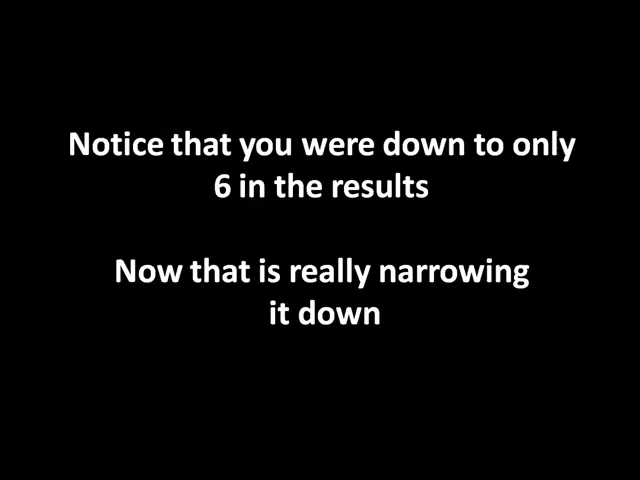 Notice that you were down to only
6 in the results
Now that is really narrowing
it down